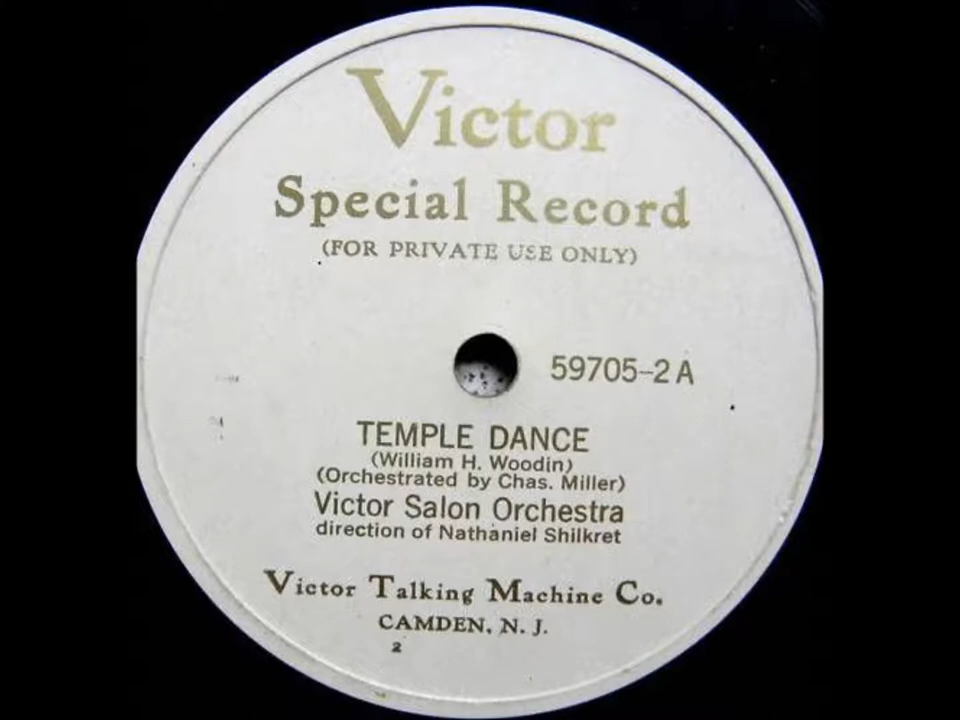 Victor
Special Record
(FOR PRIVATE USE ONLY)
59705-2 A
TEMPLE DANCE
(William H. Woodin)
(Orchestrated by Chas. Miller)
Victor Salon Orchestra
direction of Nathaniel Shilkret
Victor Talking Machine Co.
CAMDEN, N. J.
2